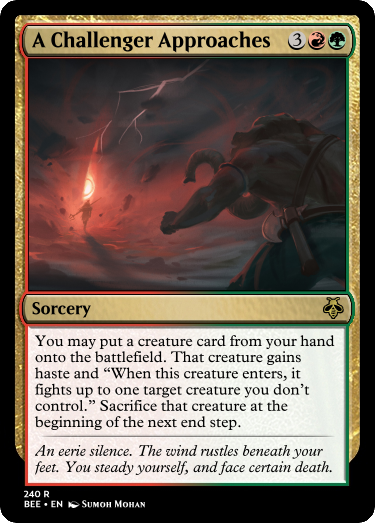 A Challenger Approaches 3
Sorcery
You may put a creature card from your hand
onto the battlefield. That creature gains
haste and “When this creature enters, it
fights up to one target creature you don’t
control.” Sacrifice that creature at the
beginning of the next end step.
An eerie silence. The wind rustles beneath your
feet. You steady yourself, and face certain death.
240 R
BEE • EN Sumoh Mohan